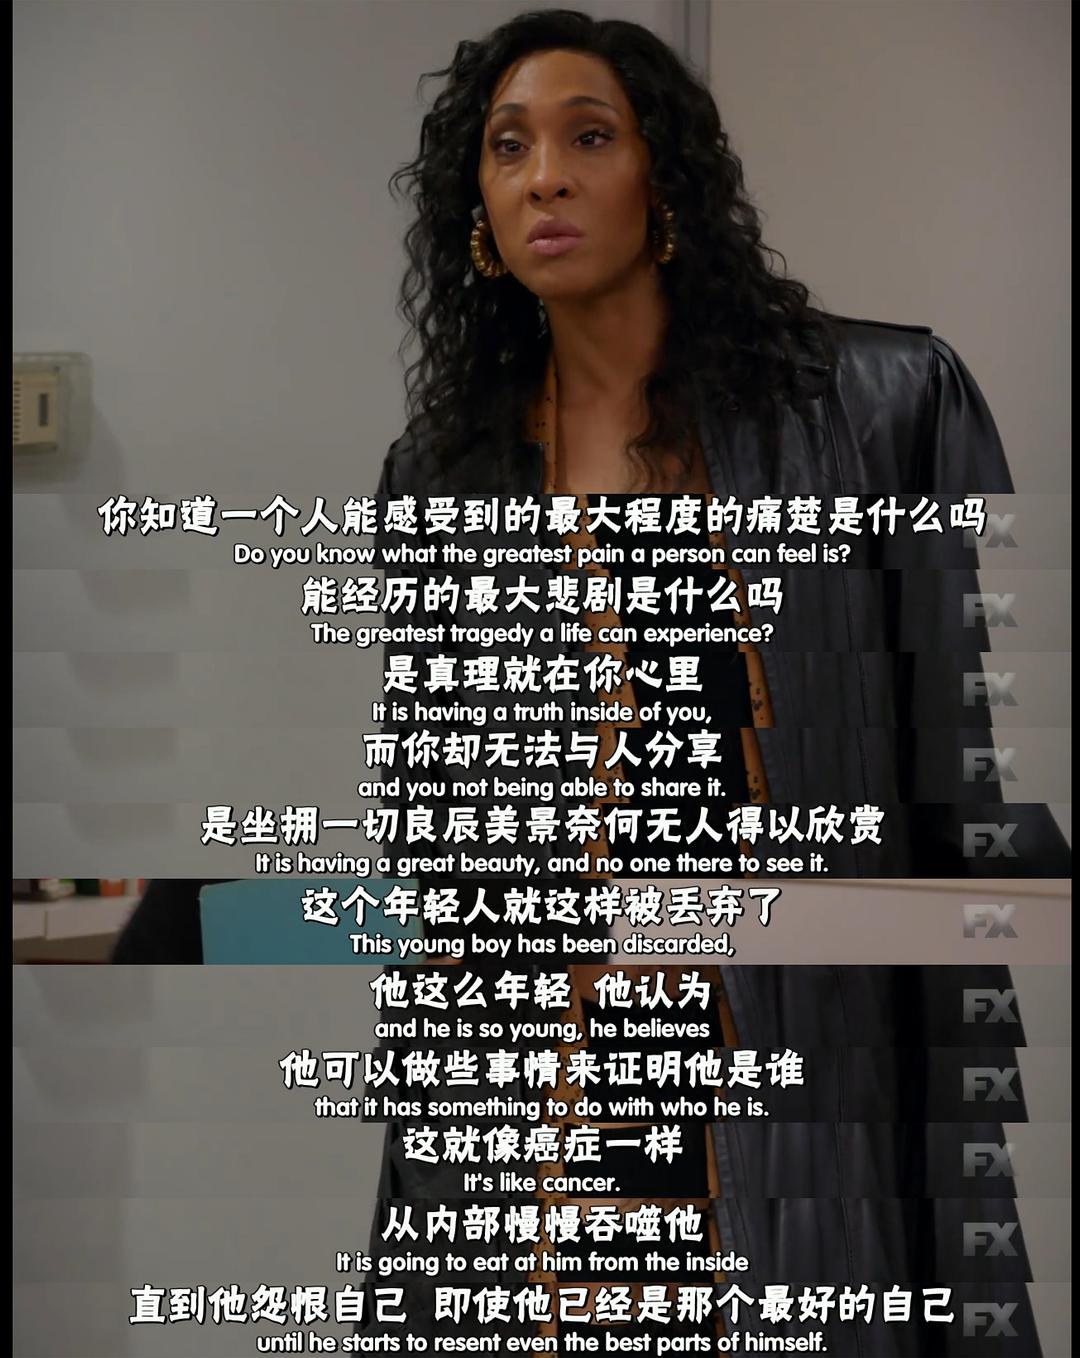 你知道一个人能感受到的最大程度的痛楚是什么吗
FX
Do you know what the greatest pain a person can feel is?
能经历的最大悲剧是什么吗
FX
The greatest tragedy a life can experience?
是真理就在你心里
FX
It is having a truth inside of you,
而你却无法与人分享
FX
and you not being able to share it.
是坐拥一切良辰美景奈何无人得以欣赏
FX
It is having a great beauty, and no one there to see it.
这个年轻人就这样被丢弃了
FX
This young boy has been discarded,
他这么年轻 他认为
FX
and he is so young, he believes
他可以做些事情来证明他是谁
FX
that it has something to do with who he is.
这就像癌症一样
FX
It's like cancer.
从内部慢慢吞噬他
FX
It is going to eat at him from the inside
直到他怨恨自己 即使他已经是那个最好的自己
FX
until he starts to resent even the best parts of himself.